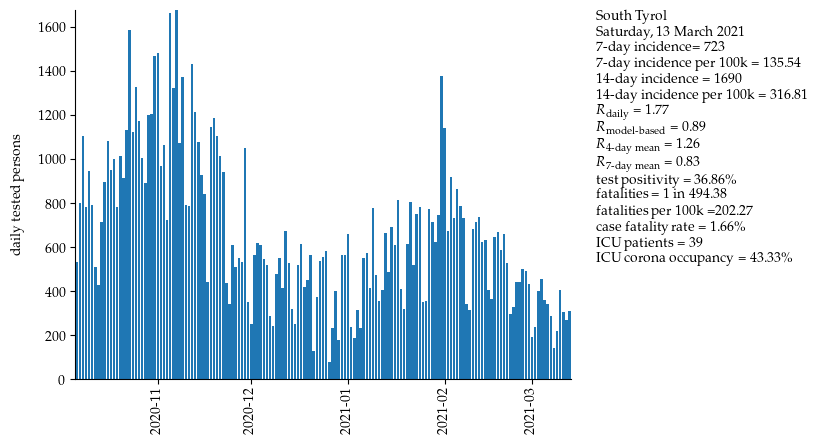 South Tyrol
Saturday, 13 March 2021
7-day incidence= 723
7-day incidence per 100k = 135.54
14-day incidence = 1690
14-day incidence per 100k = 316.81
R daily = 1.77
R model-based = 0.89
R 4-day mean = 1.26
R 7-day mean = 0.83
test positivity = 36.86%
fatalities = 1 in 494.38
fatalities per 100k =202.27
case fatality rate = 1.66%
ICU patients = 39
ICU corona occupancy = 43.33%
daily tested persons
1600
1400
1200
1000
800
600
400
200
0
2020-11
2020-12
2021-01
2021-02
2021-03